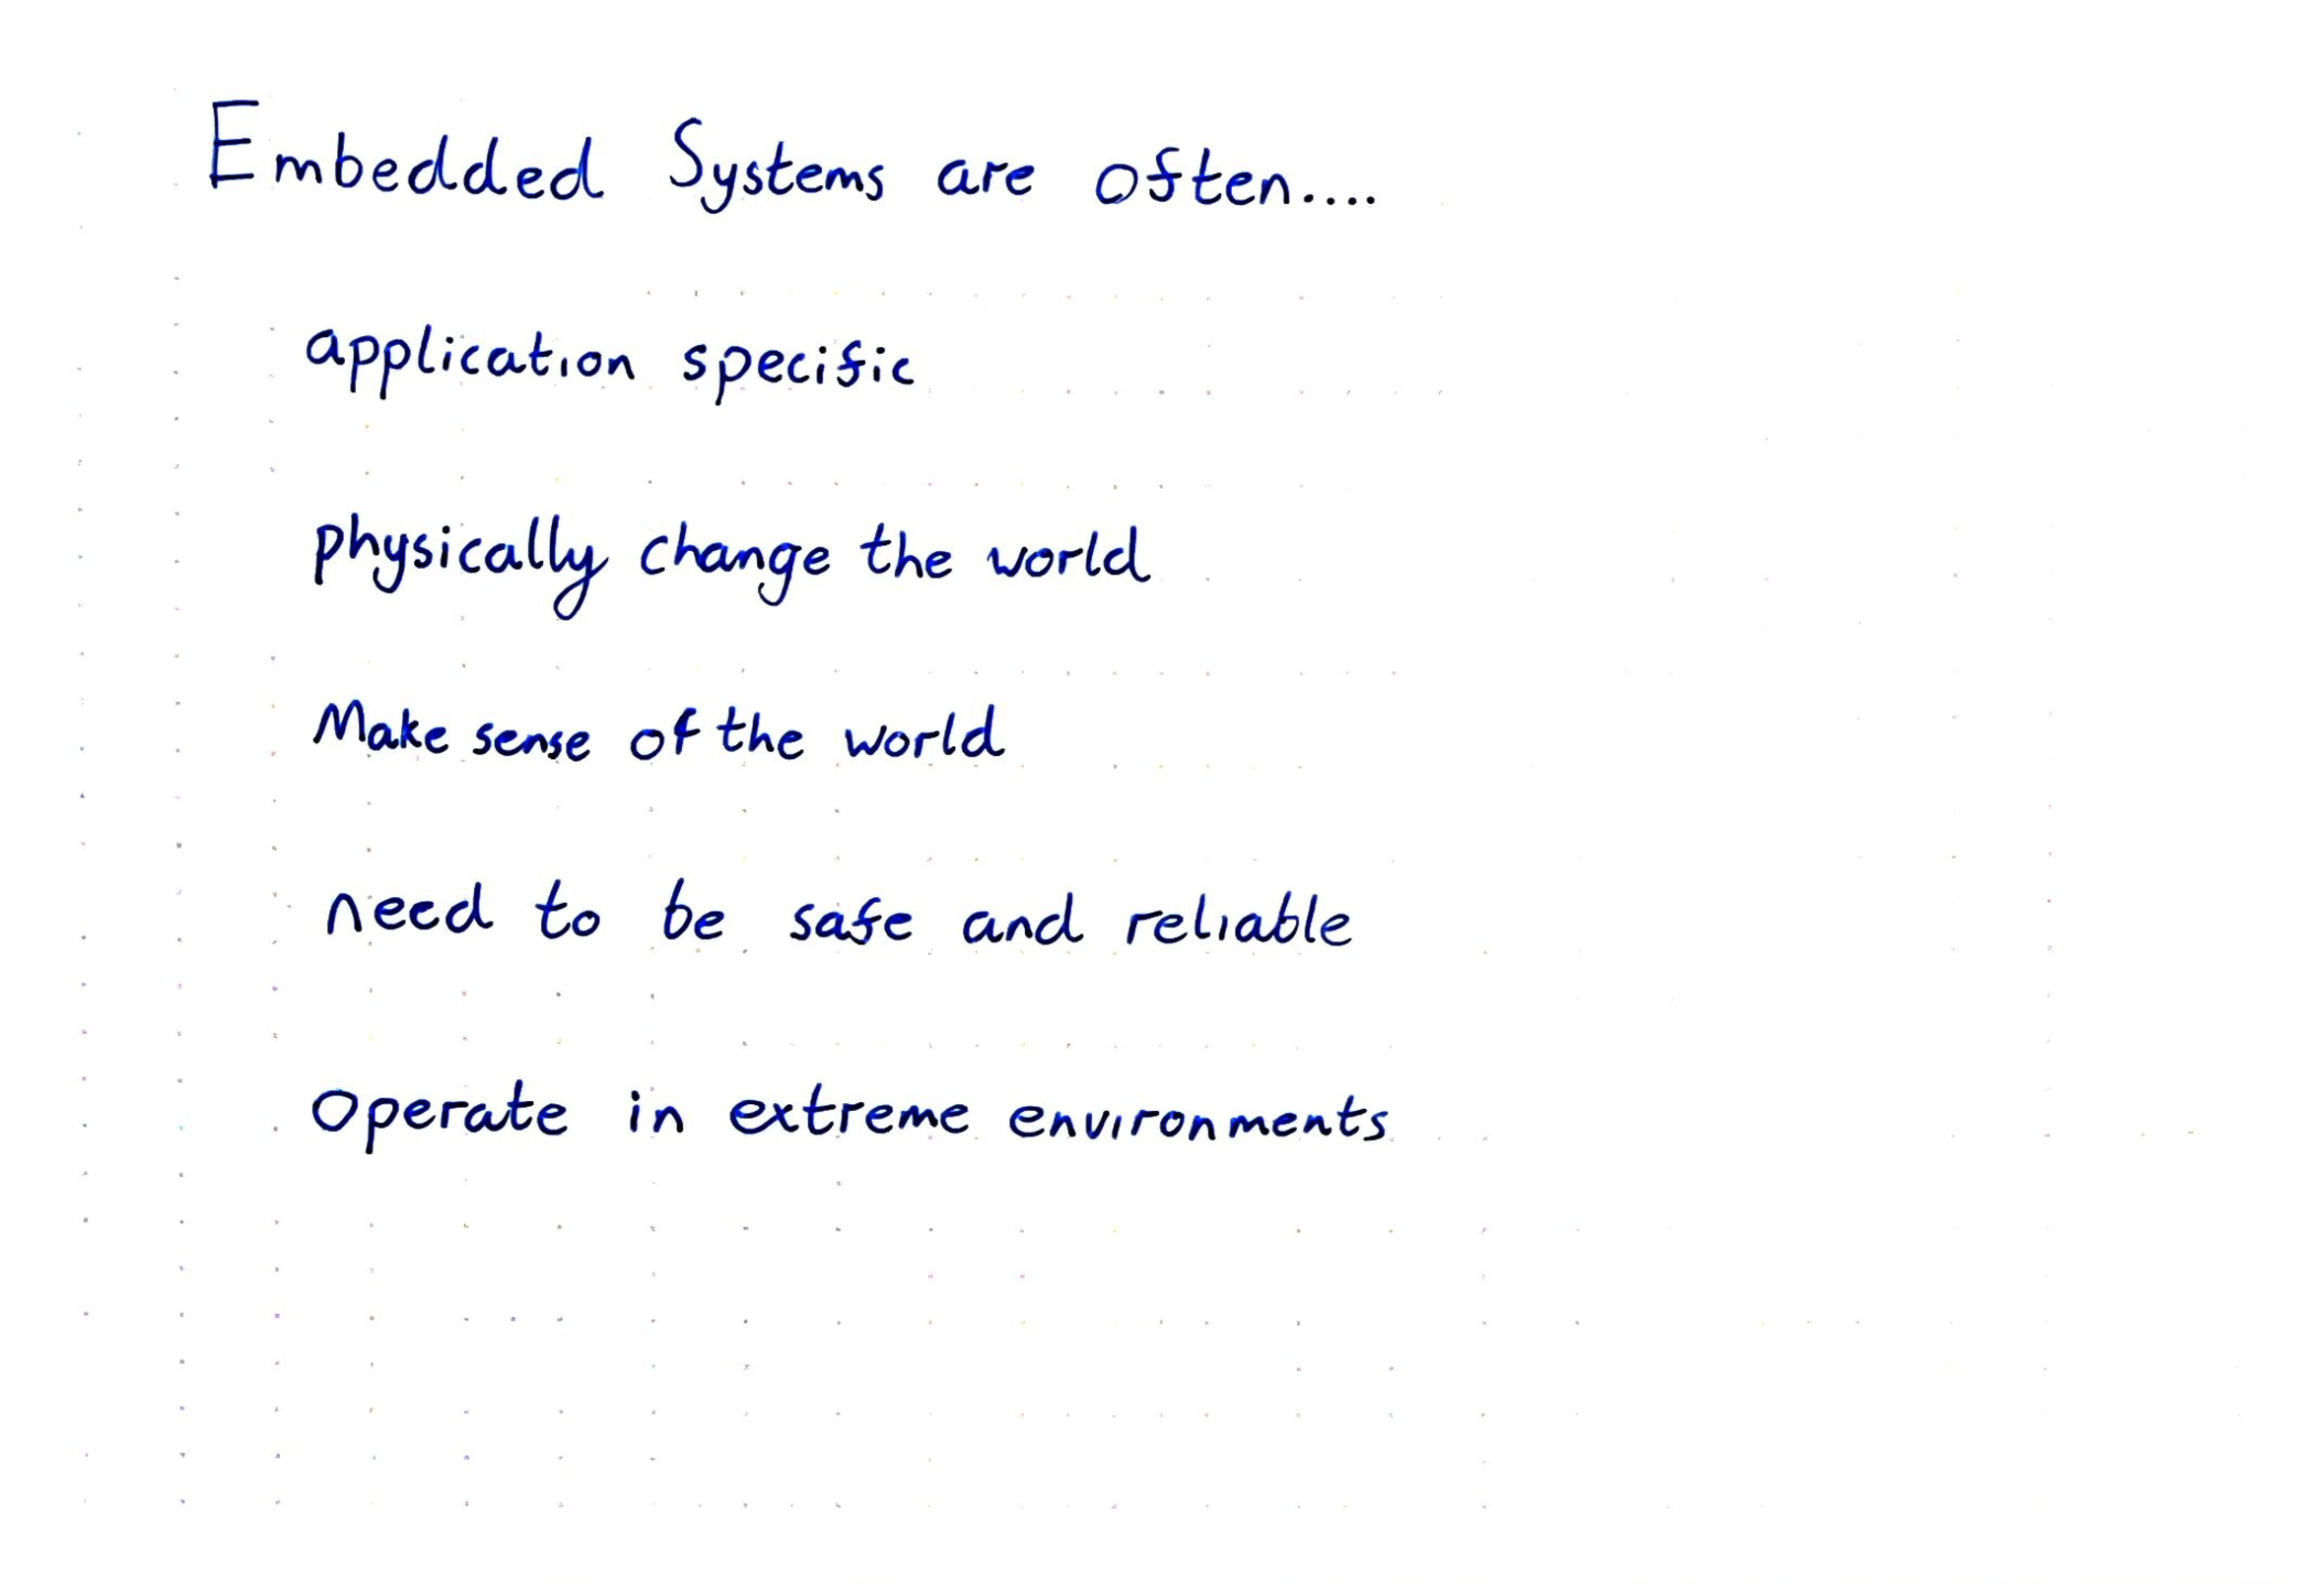 Embedded Systems are often....
application specific
physically change the world
Make sense of the world
need to be safe and reliable
Operate in extreme environments